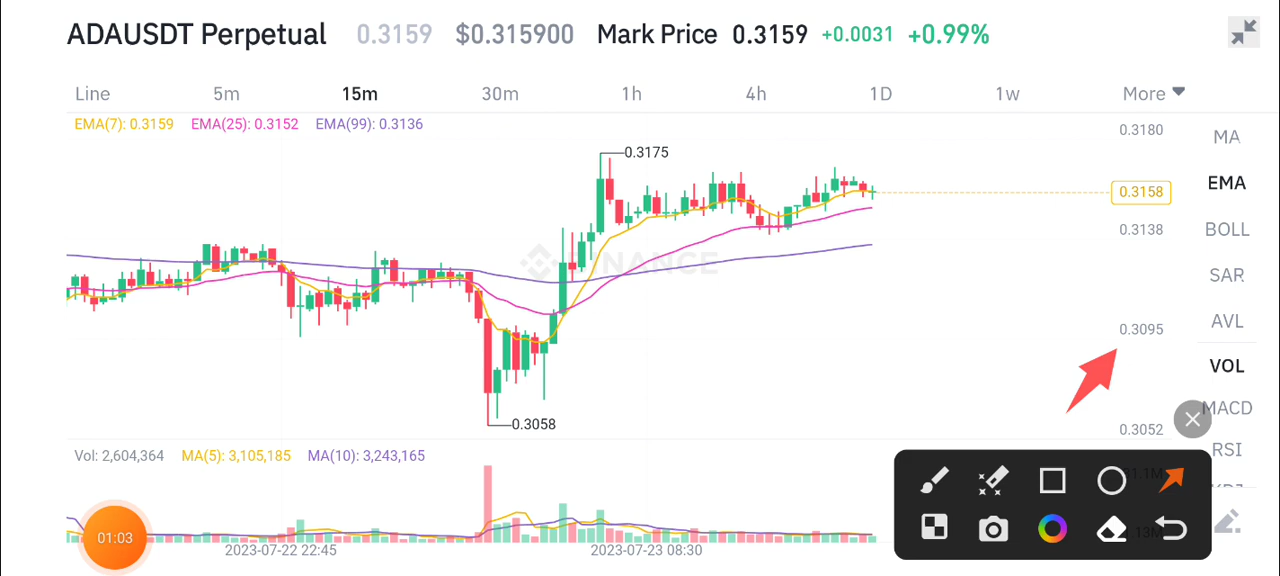 ADAUSDT Perpetual 0.3159 $0.315900 Mark Price 0.3159 +0.0031 +0.99%
Line 5m 15m 30m 1h 4h 1D 1w More
EMA(7): 0.3159 EMA(25): 0.3152 EMA(99): 0.3136
0.3180
MA
0.3175
EMA
0.3158
0.3138
BOLL
SAR
AVL
0.3095
VOL
MACD
0.3058
0.3052
RSI
Vol: 2,604,364 MA(5): 3,105,185 MA(10): 3,243,165
01:03
2023-07-22 22:45 2023-07-23 08:30